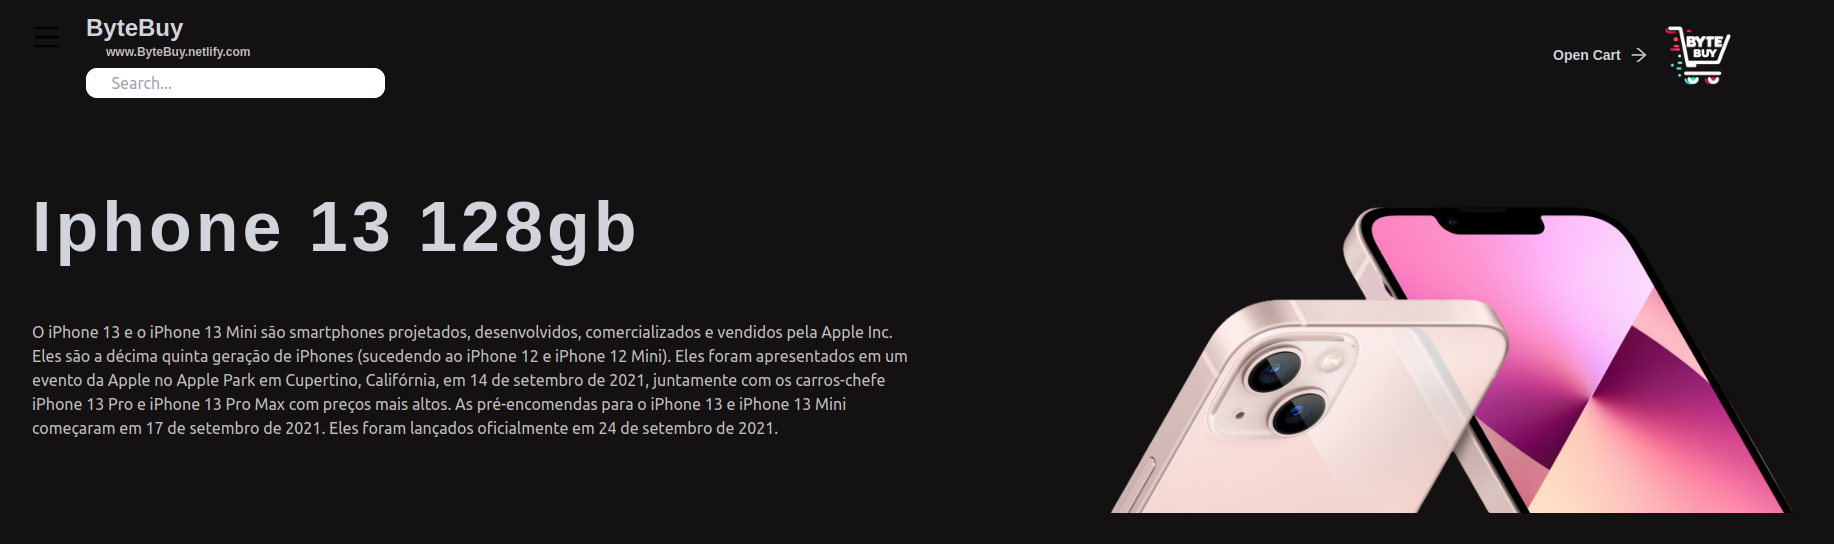 ByteBuy
www.ByteBuy.netlify.com
Search...
Open Cart
BYTE
BUY
Iphone 13 128gb
O iPhone 13 e o iPhone 13 Mini são smartphones projetados, desenvolvidos, comercializados e vendidos pela Apple Inc.
Eles são a décima quinta geração de iPhones (sucedendo ao iPhone 12 e iPhone 12 Mini). Eles foram apresentados em um
evento da Apple no Apple Park em Cupertino, Califórnia, em 14 de setembro de 2021, juntamente com os carros-chefe
iPhone 13 Pro e iPhone 13 Pro Max com preços mais altos. As pré-encomendas para o iPhone 13 e iPhone 13 Mini
começaram em 17 de setembro de 2021. Eles foram lançados oficialmente em 24 de setembro de 2021.